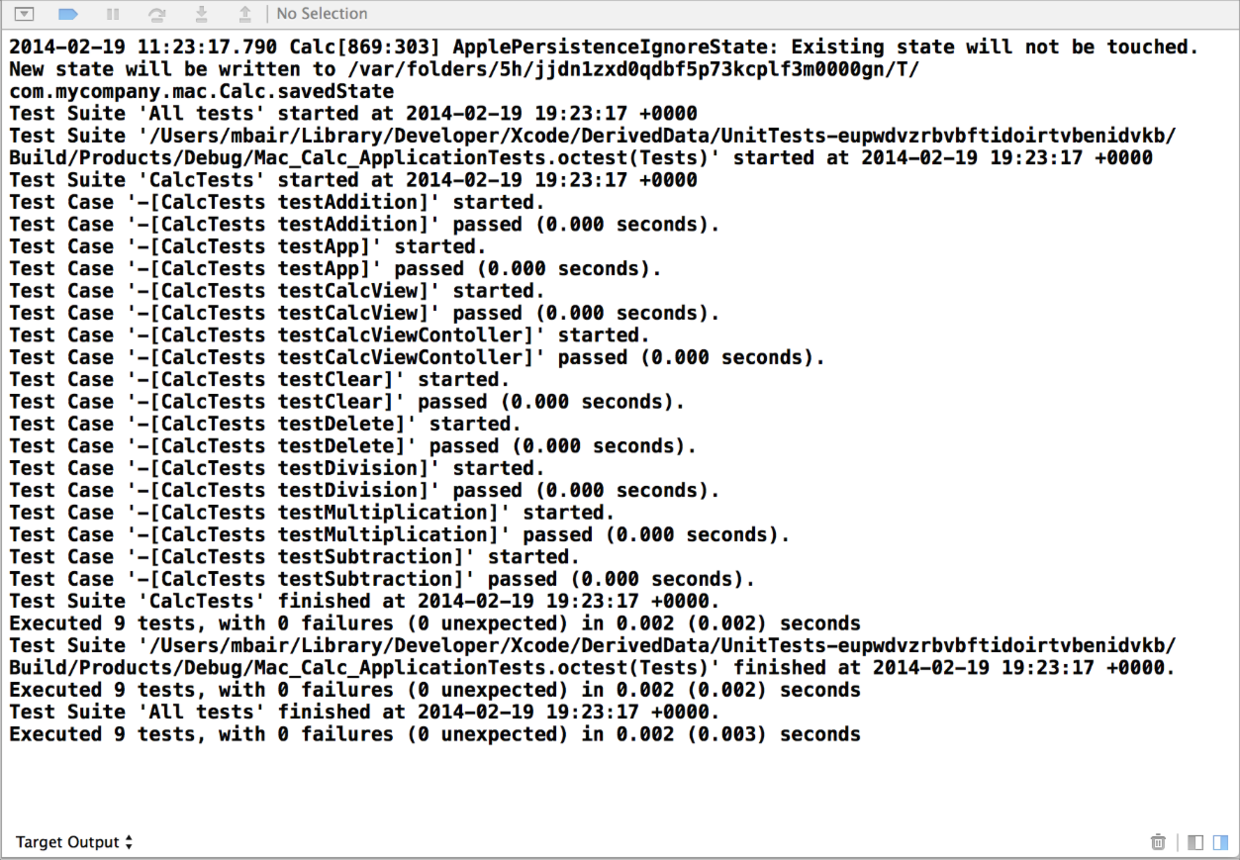 No Selection
2014-02-19 11:23:17.790 Calc[869:303] ApplePersistenceIgnoreState: Existing state will not be touched.
New state will be written to /var/folders/5h/jjdn1zxd0qdbf5p73kcplf3m0000gn/T/
com.mycompany.mac.Calc.savedState
Test Suite 'All tests' started at 2014-02-19 19:23:17 +0000
Test Suite '/Users/mbair/Library/Developer/Xcode/DerivedData/UnitTests-eupwdvzrbvbftidoirtvbenidvkb/
Build/Products/Debug/Mac_Calc_ApplicationTests.octest(Tests)' started at 2014-02-19 19:23:17 +0000
Test Suite 'CalcTests' started at 2014-02-19 19:23:17 +0000
Test Case '-[CalcTests testAddition]' started.
Test Case '-[CalcTests testAddition]' passed (0.000 seconds).
Test Case '-[CalcTests testApp]' started.
Test Case '-[CalcTests testApp]' passed (0.000 seconds).
Test Case '-[CalcTests testCalcView]' started.
Test Case '-[CalcTests testCalcView]' passed (0.000 seconds).
Test Case '-[CalcTests testCalcViewContoller]' started.
Test Case '-[CalcTests testCalcViewContoller]' passed (0.000 seconds).
Test Case '-[CalcTests testClear]' started.
Test Case '-[CalcTests testClear]' passed (0.000 seconds).
Test Case '-[CalcTests testDelete]' started.
Test Case '-[CalcTests testDelete]' passed (0.000 seconds).
Test Case '-[CalcTests testDivision]' started.
Test Case '-[CalcTests testDivision]' passed (0.000 seconds).
Test Case '-[CalcTests testMultiplication]' started.
Test Case '-[CalcTests testMultiplication]' passed (0.000 seconds).
Test Case '-[CalcTests testSubtraction]' started.
Test Case '-[CalcTests testSubtraction]' passed (0.000 seconds).
Test Suite 'CalcTests' finished at 2014-02-19 19:23:17 +0000.
Executed 9 tests, with 0 failures (0 unexpected) in 0.002 (0.002) seconds
Test Suite '/Users/mbair/Library/Developer/Xcode/DerivedData/UnitTests-eupwdvzrbvbftidoirtvbenidvkb/
Build/Products/Debug/Mac_Calc_ApplicationTests.octest(Tests)' finished at 2014-02-19 19:23:17 +0000.
Executed 9 tests, with 0 failures (0 unexpected) in 0.002 (0.002) seconds
Test Suite 'All tests' finished at 2014-02-19 19:23:17 +0000.
Executed 9 tests, with 0 failures (0 unexpected) in 0.002 (0.003) seconds
Target Output